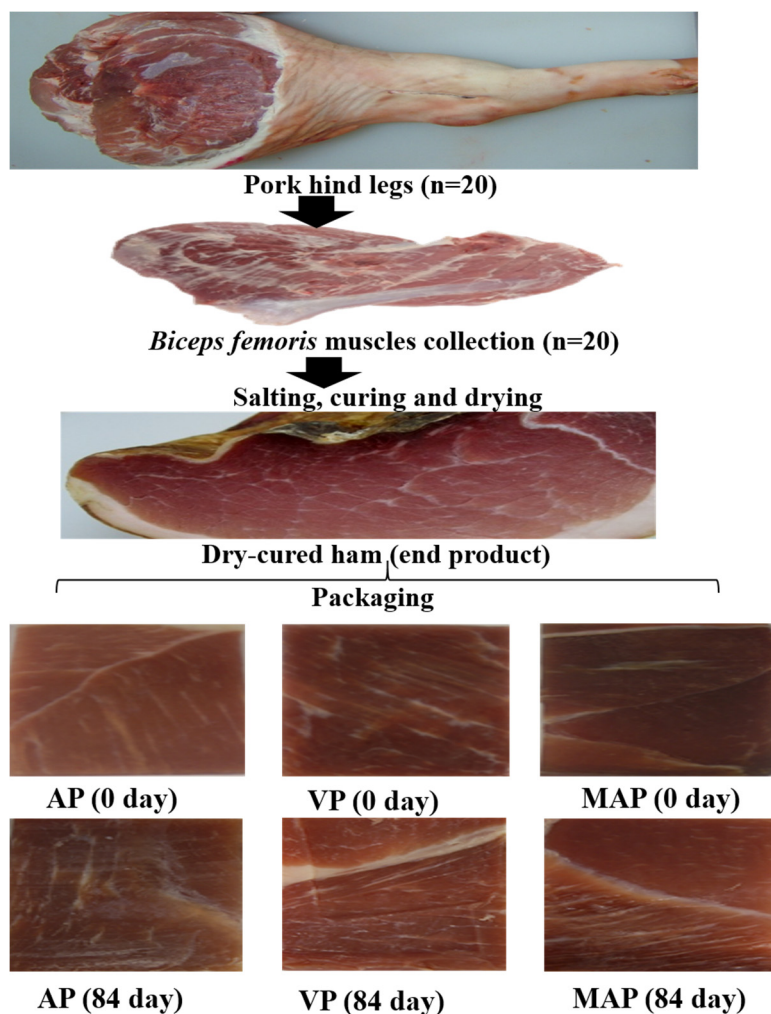 Pork hind legs (n=20)
Biceps femoris muscles collection (n=20)
Salting, curing and drying
Dry-cured ham (end product)
Packaging
AP (0 day)
VP (0 day)
MAP (0 day)
AP (84 day)
VP (84 day)
MAP (84 day)